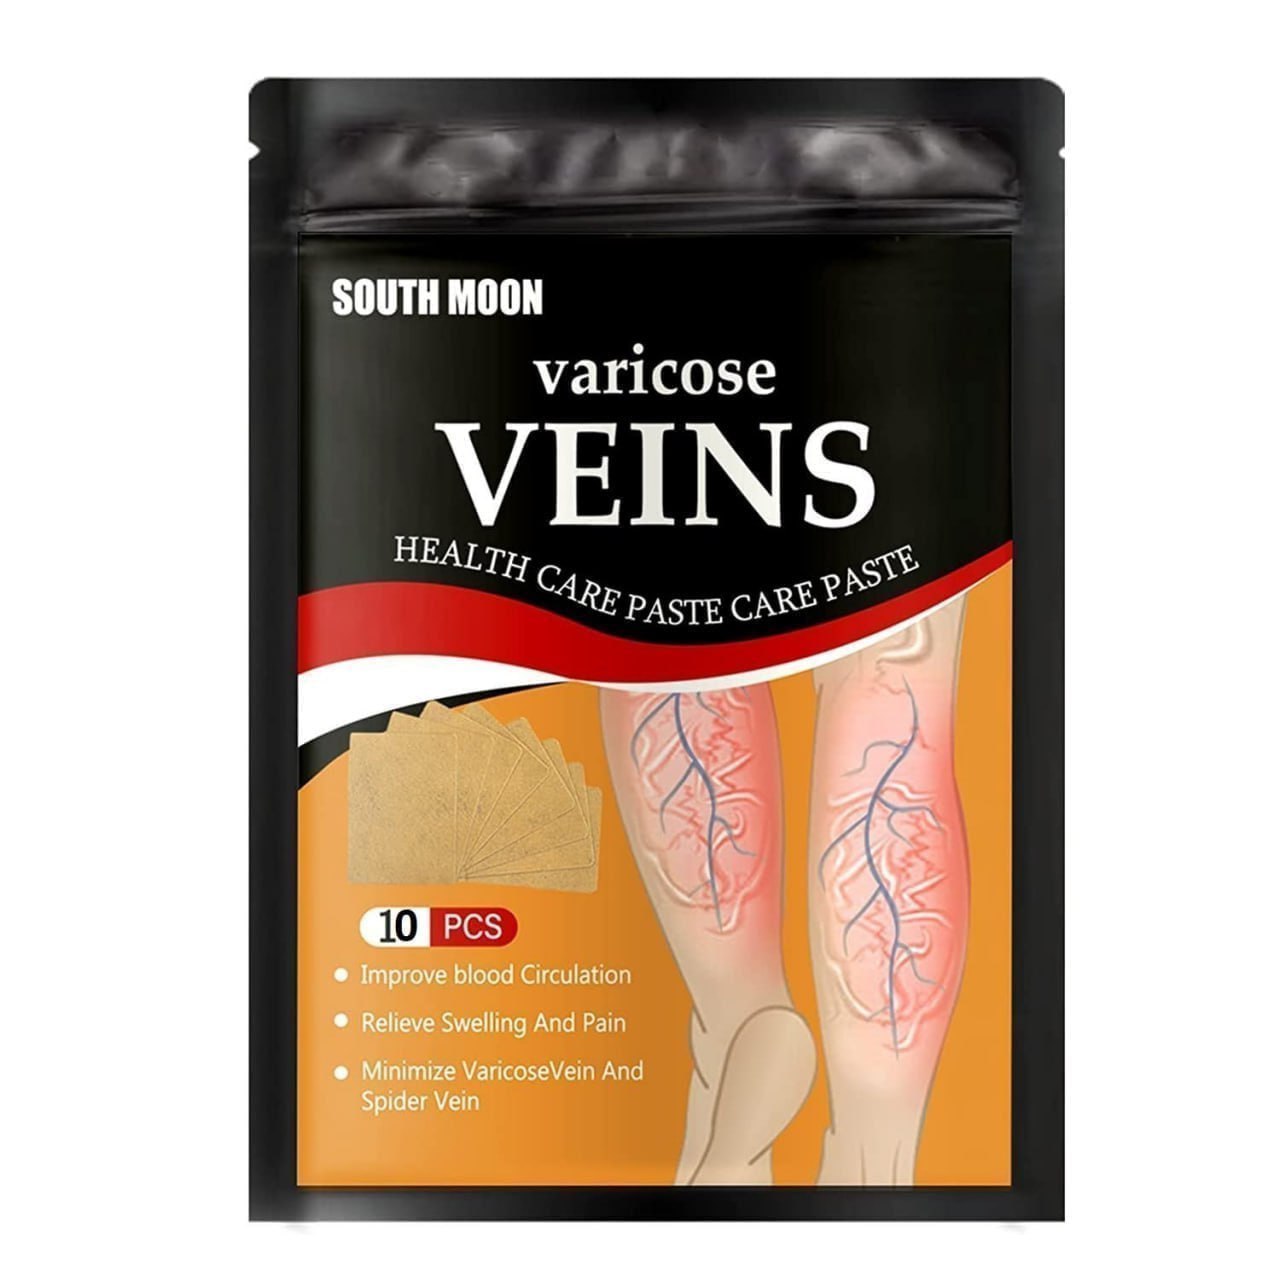 SOUTH MOON
varicose
VEINS
HEALTH CARE PASTE CARE PASTE
10 PCS
• Improve blood Circulation
• Relieve Swelling And Pain
• Minimize VaricoseVein And
Spider Vein